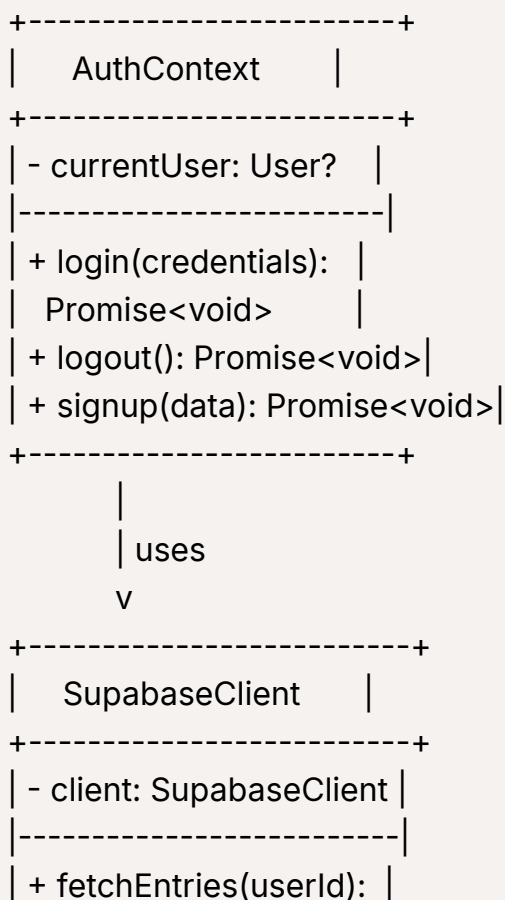 +-------------------------+
|      AuthContext        |
+-------------------------+
| - currentUser: User?    |
|-------------------------|
| + login(credentials):   |
|   Promise<void>         |
| + logout(): Promise<void>|
| + signup(data): Promise<void>|
+-------------------------+
            |
            | uses
            v
+--------------------------+
|     SupabaseClient       |
+--------------------------+
| - client: SupabaseClient |
|--------------------------|
| + fetchEntries(userId):  |